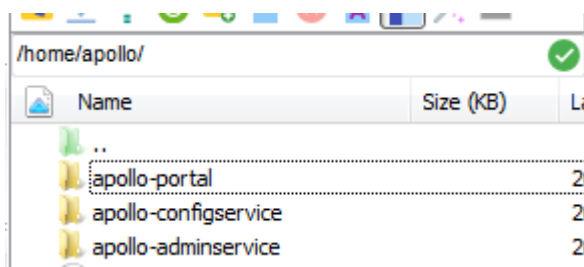 /home/apollo/
Name Size (KB)
..
apollo-portal
apollo-configservice
apollo-adminservice